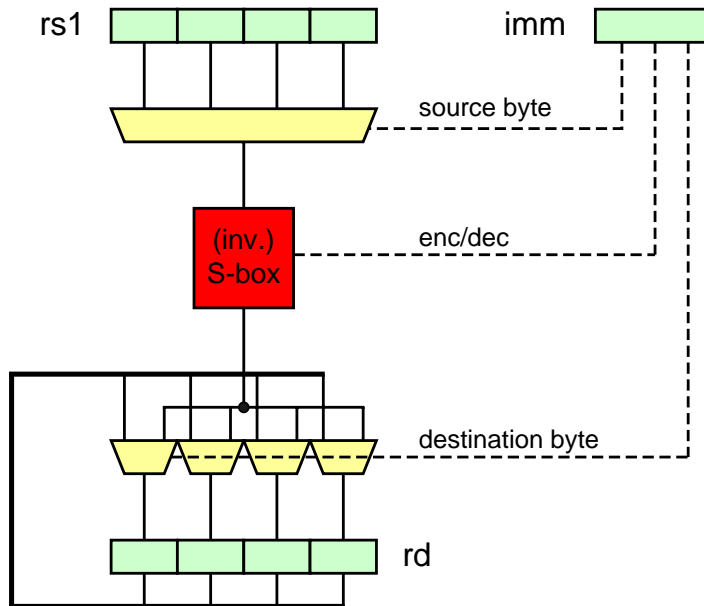 rs1
imm
source byte
(inv.)
S-box
enc/dec
destination byte
rd